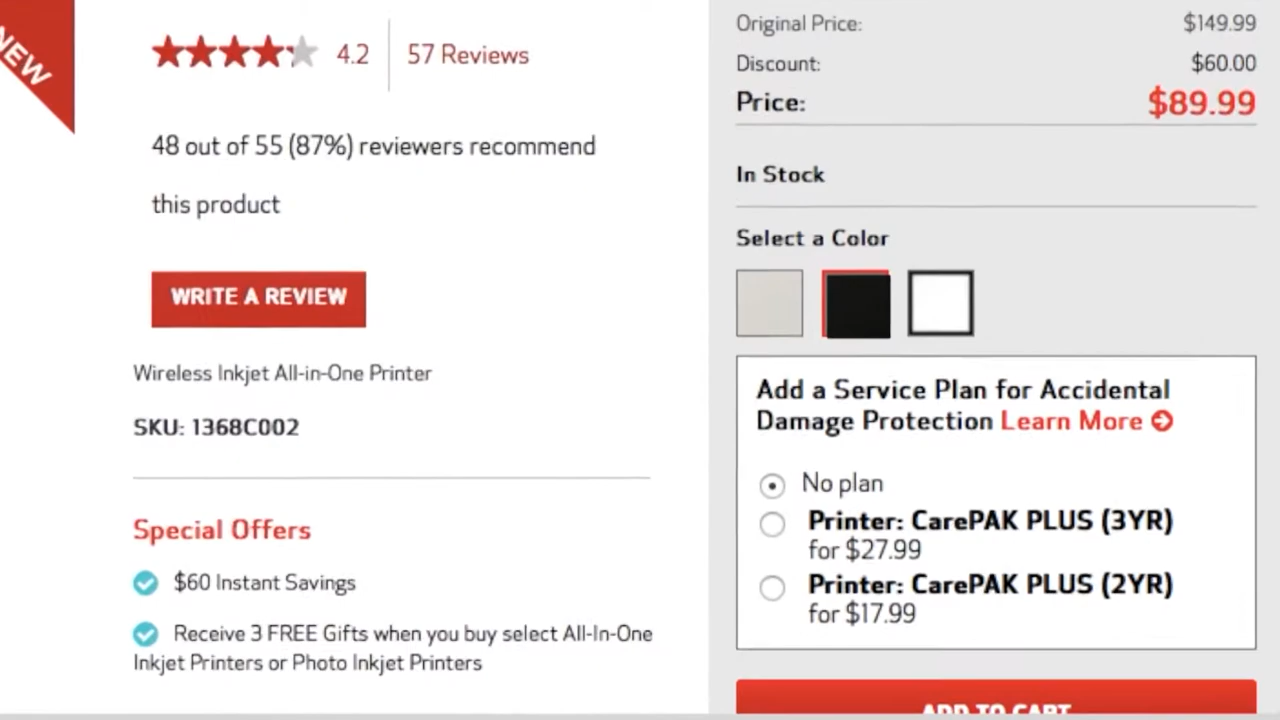 NEW
4.2
57 Reviews
48 out of 55 (87%) reviewers recommend
this product
WRITE A REVIEW
Wireless Inkjet All-in-One Printer
SKU: 1368C002
Special Offers
$60 Instant Savings
Receive 3 FREE Gifts when you buy select All-In-One
Inkjet Printers or Photo Inkjet Printers
Original Price: $149.99
Discount: $60.00
Price: $89.99
In Stock
Select a Color
Add a Service Plan for Accidental
Damage Protection Learn More
No plan
Printer: CarePAK PLUS (3YR)
for $27.99
Printer: CarePAK PLUS (2YR)
for $17.99
ADD TO CART